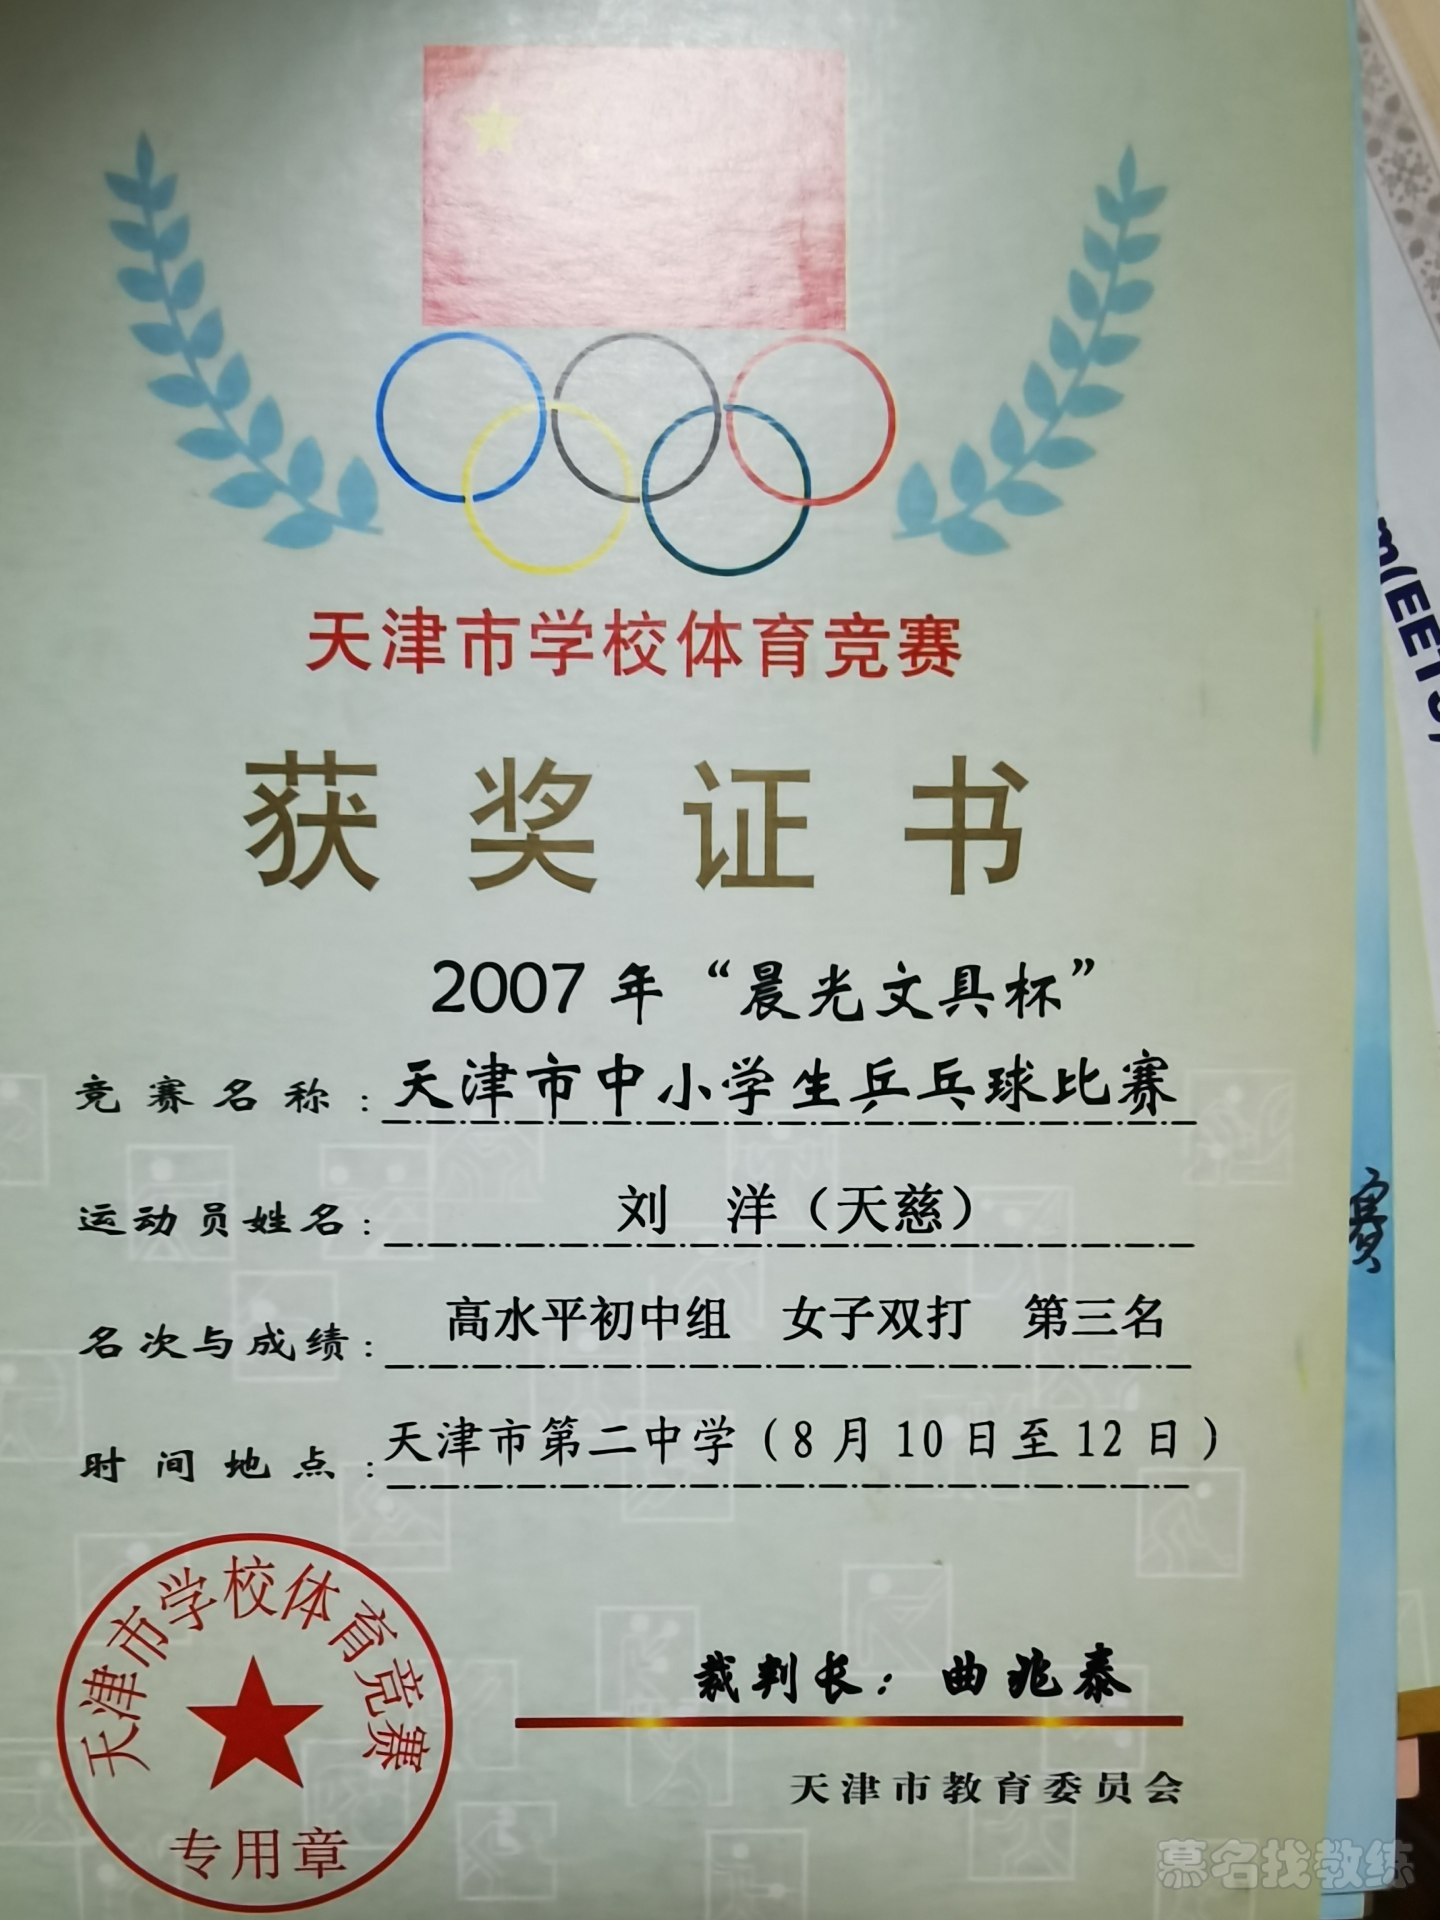 天津市学校体育竞赛
获奖证书
2007年“晨光文具杯”
竞赛名称:天津市中小学生乒乓球比赛
运动员姓名:刘 洋（天慈）
名次与成绩:高水平初中组 女子双打 第三名
时间地点:天津市第二中学（8月10日至12日）
天津市学校体育竞赛
专用章
裁判长：曲兆泰
天津市教育委员会
m(EETS)
赛
慕名找教练